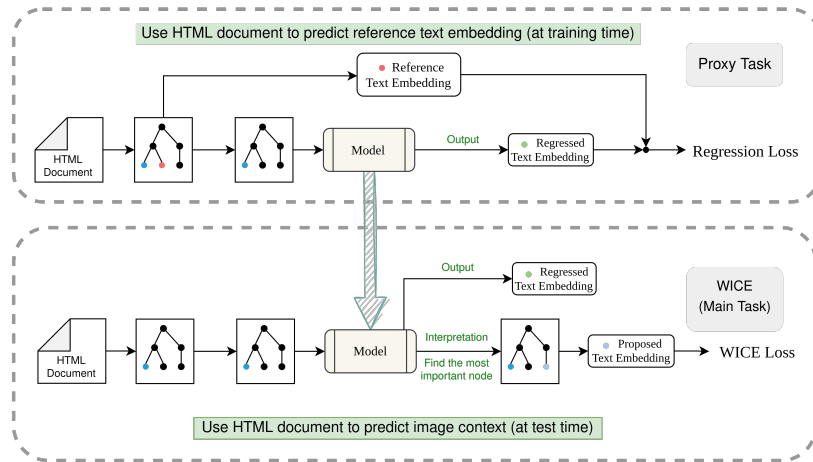 Use HTML document to predict reference text embedding (at training time)
Proxy Task
Reference
Text Embedding
HTML
Document
Model
Output
Regressed
Text Embedding
Regression Loss
Output
Regressed
Text Embedding
WICE
(Main Task)
HTML
Document
Model
Interpretation
Find the most
important node
Proposed
Text Embedding
WICE Loss
Use HTML document to predict image context (at test time)